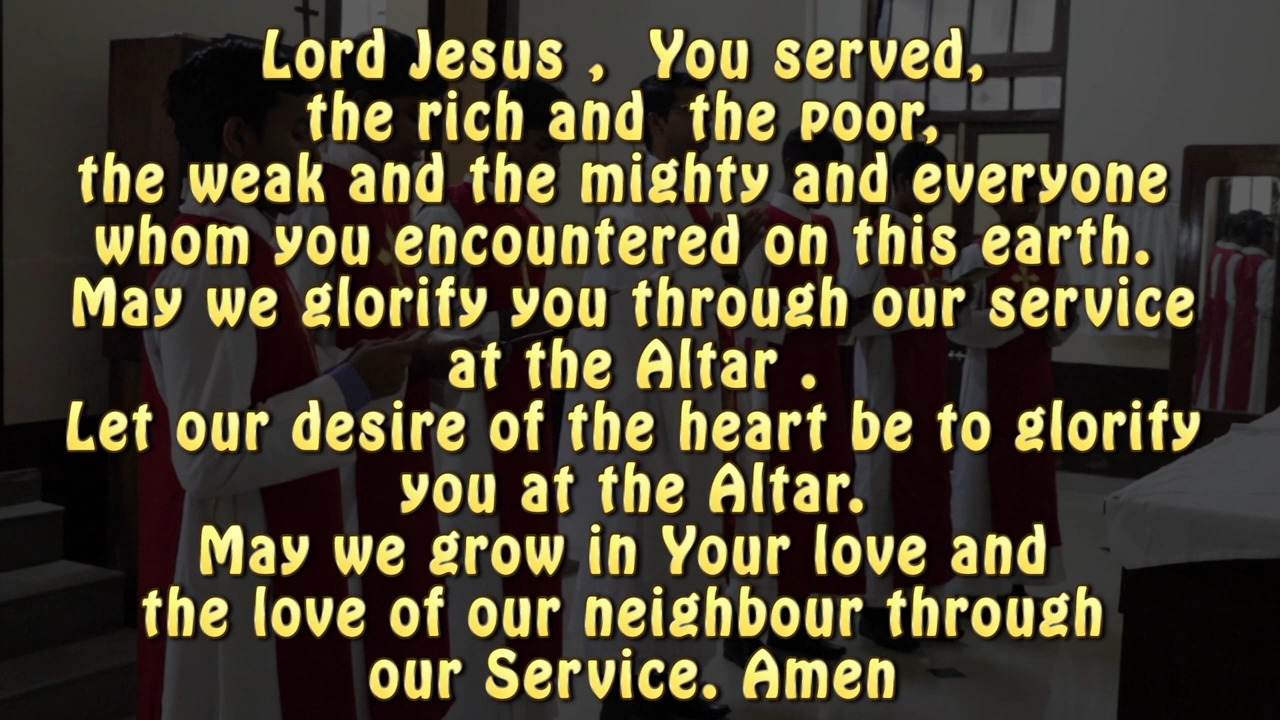 Lord Jesus ,  You served,
the rich and  the poor,
the weak and the mighty and everyone
whom you encountered on this earth.
May we glorify you through our service
at the Altar .
Let our desire of the heart be to glorify
you at the Altar.
May we grow in Your love and
the love of our neighbour through
our Service. Amen